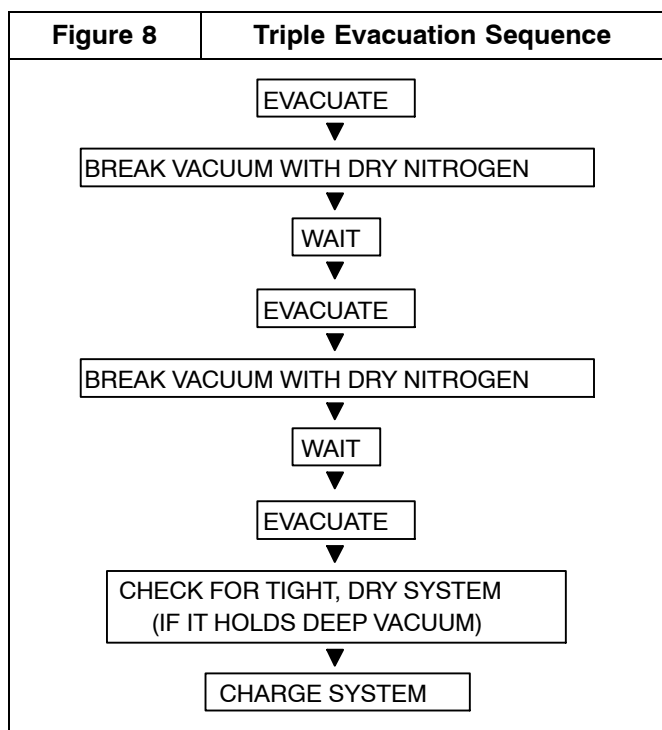 Figure 8 Triple Evacuation Sequence
EVACUATE
BREAK VACUUM WITH DRY NITROGEN
WAIT
EVACUATE
BREAK VACUUM WITH DRY NITROGEN
WAIT
EVACUATE
CHECK FOR TIGHT, DRY SYSTEM
(IF IT HOLDS DEEP VACUUM)
CHARGE SYSTEM